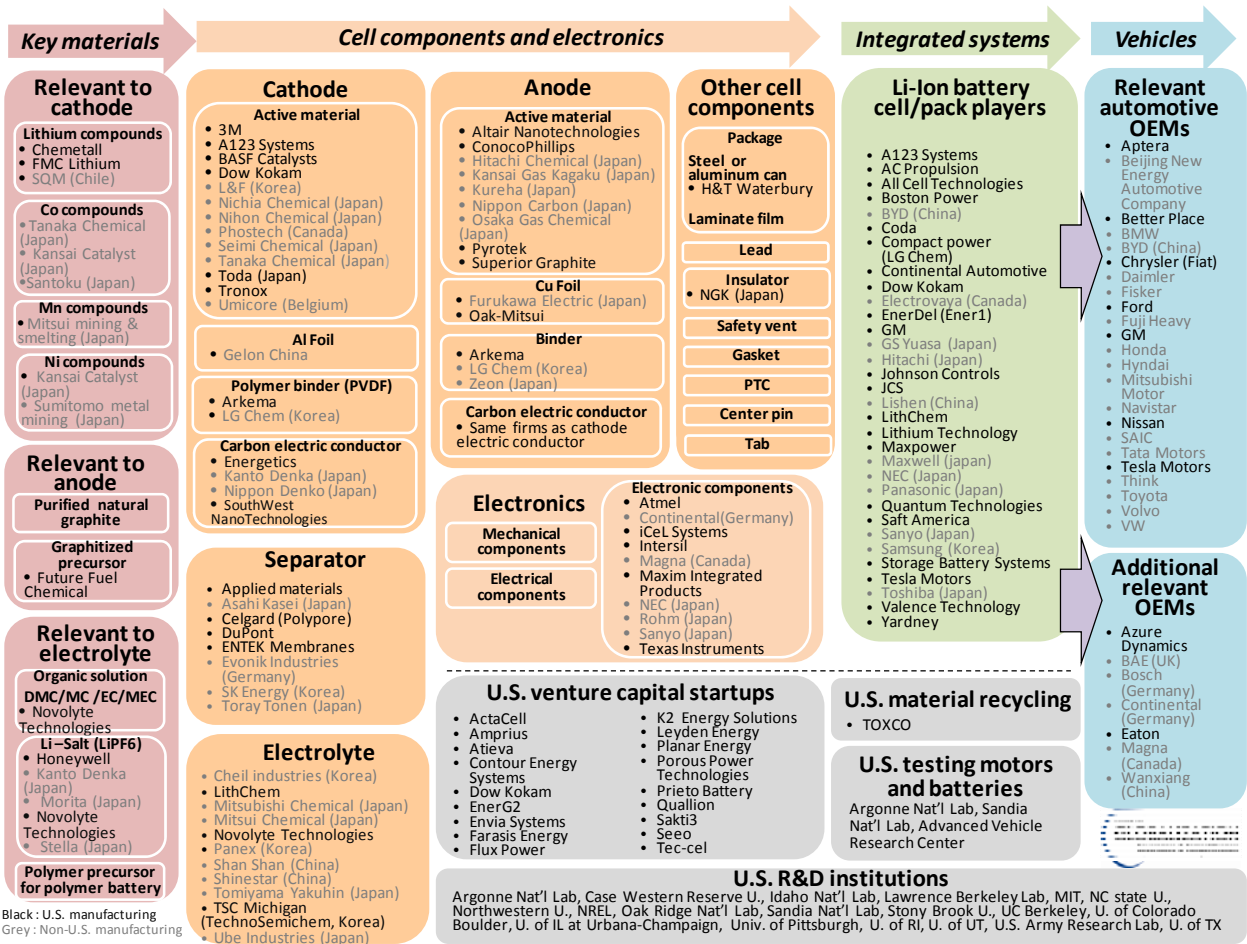 Key materials
Cell components and electronics
Integrated systems
Vehicles
Relevant to
cathode
Lithium compounds
• Chemetall
• FMC Lithium
• SQM (Chile)
Co compounds
• Tanaka Chemical
(Japan)
• Kansai Catalyst
(Japan)
• Santoku (Japan)
Mn compounds
• Mitsui mining &
smelting (Japan)
Ni compounds
• Kansai Catalyst
(Japan)
• Sumitomo metal
mining (Japan)
Relevant to
anode
Purified natural
graphite
Graphitized
precursor
• Future Fuel
Chemical
Relevant to
electrolyte
Organic solution
DMC/MC /EC/MEC
• Novolyte
Technologies
Li –Salt (LiPF6)
• Honeywell
• Kanto Denka
(Japan)
• Morita (Japan)
• Novolyte
Technologies
• Stella (Japan)
Polymer precursor
for polymer battery
Black : U.S. manufacturing
Grey : Non-U.S. manufacturing
Cathode
Active material
• 3M
• A123 Systems
• BASF Catalysts
• Dow Kokam
• L&F (Korea)
• Nichia Chemical (Japan)
• Nihon Chemical (Japan)
• Phostech (Canada)
• Seimi Chemical (Japan)
• Tanaka Chemical (Japan)
• Toda (Japan)
• Tronox
• Umicore (Belgium)
Al Foil
• Gelon China
Polymer binder (PVDF)
• Arkema
• LG Chem (Korea)
Carbon electric conductor
• Energetics
• Kanto Denka (Japan)
• Nippon Denko (Japan)
• SouthWest
NanoTechnologies
Separator
• Applied materials
• Asahi Kasei (Japan)
• Celgard (Polypore)
• DuPont
• ENTEK Membranes
• Evonik Industries
(Germany)
• SK Energy (Korea)
• Toray Tonen (Japan)
Electrolyte
• Cheil industries (Korea)
• LithChem
• Mitsubishi Chemical (Japan)
• Mitsui Chemical (Japan)
• Novolyte Technologies
• Panex (Korea)
• Shan Shan (China)
• Shinestar (China)
• Tomiyama Yakuhin (Japan)
• TSC Michigan
(TechnoSemichem, Korea)
• Ube Industries (Japan)
Anode
Active material
• Altair Nanotechnologies
• ConocoPhillips
• Hitachi Chemical (Japan)
• Kansai Gas Kagaku (Japan)
• Kureha (Japan)
• Nippon Carbon (Japan)
• Osaka Gas Chemical
(Japan)
• Pyrotek
• Superior Graphite
Cu Foil
• Furukawa Electric (Japan)
• Oak-Mitsui
Binder
• Arkema
• LG Chem (Korea)
• Zeon (Japan)
Carbon electric conductor
• Same firms as cathode
electric conductor
Other cell
components
Package
Steel or
aluminum can
• H&T Waterbury
Laminate film
Lead
Insulator
• NGK (Japan)
Safety vent
Gasket
PTC
Center pin
Tab
Electronics
Mechanical
components
Electrical
components
Electronic components
• Atmel
• Continental(Germany)
• iCeL Systems
• Intersil
• Magna (Canada)
• Maxim Integrated
Products
• NEC (Japan)
• Rohm (Japan)
• Sanyo (Japan)
• Texas Instruments
Li-Ion battery
cell/pack players
• A123 Systems
• AC Propulsion
• All Cell Technologies
• Boston Power
• BYD (China)
• Coda
• Compact power
(LG Chem)
• Continental Automotive
• Dow Kokam
• Electrovaya (Canada)
• EnerDel (Ener1)
• GM
• GS Yuasa (Japan)
• Hitachi (Japan)
• Johnson Controls
• JCS
• Lishen (China)
• LithChem
• Lithium Technology
• Maxpower
• Maxwell (japan)
• NEC (Japan)
• Panasonic (Japan)
• Quantum Technologies
• Saft America
• Sanyo (Japan)
• Samsung (Korea)
• Storage Battery Systems
• Tesla Motors
• Toshiba (Japan)
• Valence Technology
• Yardney
Relevant
automotive
OEMs
• Aptera
• Beijing New
Energy
Automotive
Company
• Better Place
• BMW
• BYD (China)
• Chrysler (Fiat)
• Daimler
• Fisker
• Ford
• Fuji Heavy
• GM
• Honda
• Hyndai
• Mitsubishi
Motor
• Navistar
• Nissan
• SAIC
• Tata Motors
• Tesla Motors
• Think
• Toyota
• Volvo
• VW
Additional
relevant
OEMs
• Azure
Dynamics
• BAE (UK)
• Bosch
(Germany)
• Continental
(Germany)
• Eaton
• Magna
(Canada)
• Wanxiang
(China)
U.S. venture capital startups
• ActaCell
• Amprius
• Atieva
• Contour Energy
Systems
• Dow Kokam
• EnerG2
• Envia Systems
• Farasis Energy
• Flux Power
• K2 Energy Solutions
• Leyden Energy
• Planar Energy
• Porous Power
Technologies
• Prieto Battery
• Quallion
• Sakti3
• Seeo
• Tec-cel
U.S. material recycling
• TOXCO
U.S. testing motors
and batteries
Argonne Nat'l Lab, Sandia
Nat'l Lab, Advanced Vehicle
Research Center
U.S. R&D institutions
Argonne Nat'l Lab, Case Western Reserve U., Idaho Nat'l Lab, Lawrence Berkeley Lab, MIT, NC state U.,
Northwestern U., NREL, Oak Ridge Nat'l Lab, Sandia Nat'l Lab, Stony Brook U., UC Berkeley, U. of Colorado
Boulder, U. of IL at Urbana-Champaign, Univ. of Pittsburgh, U. of RI, U. of UT, U.S. Army Research Lab, U. of TX